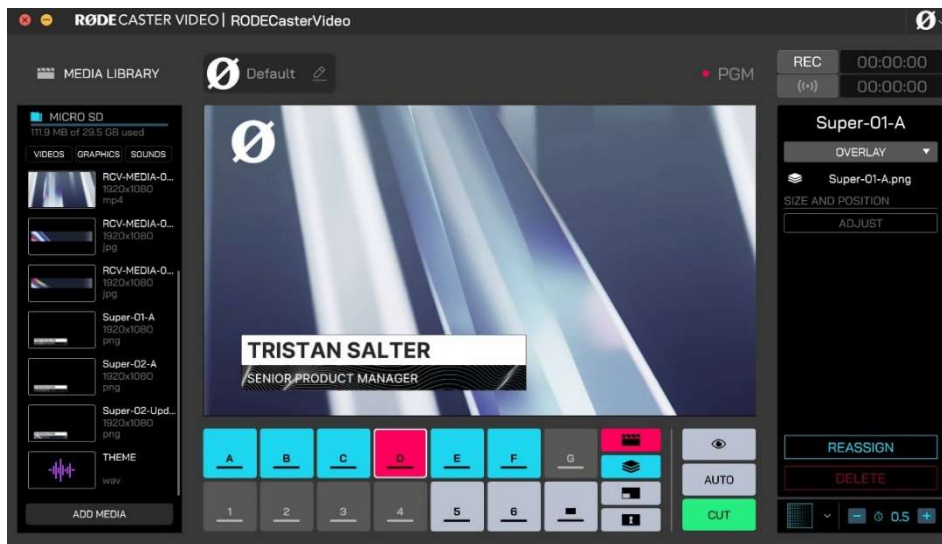 RØDECASTER VIDEO | RODECasterVideo
MEDIA LIBRARY
Default
PGM
REC 00:00:00
00:00:00
MICRO SD
111.9 MB of 29.5 GB used
VIDEOS GRAPHICS SOUNDS
RCV-MEDIA-0...
1920x1080
mp4
RCV-MEDIA-0...
1920x1080
jpg
RCV-MEDIA-0...
1920x1080
jpg
Super-01-A
1920x1080
png
Super-02-A
1920x1080
png
Super-02-Upd...
1920x1080
png
THEME
wav
ADD MEDIA
TRISTAN SALTER
SENIOR PRODUCT MANAGER
A B C D E F G
1 2 3 4 5 6
AUTO
CUT
Super-01-A
OVERLAY
Super-01-A.png
SIZE AND POSITION
ADJUST
REASSIGN
DELETE
0.5